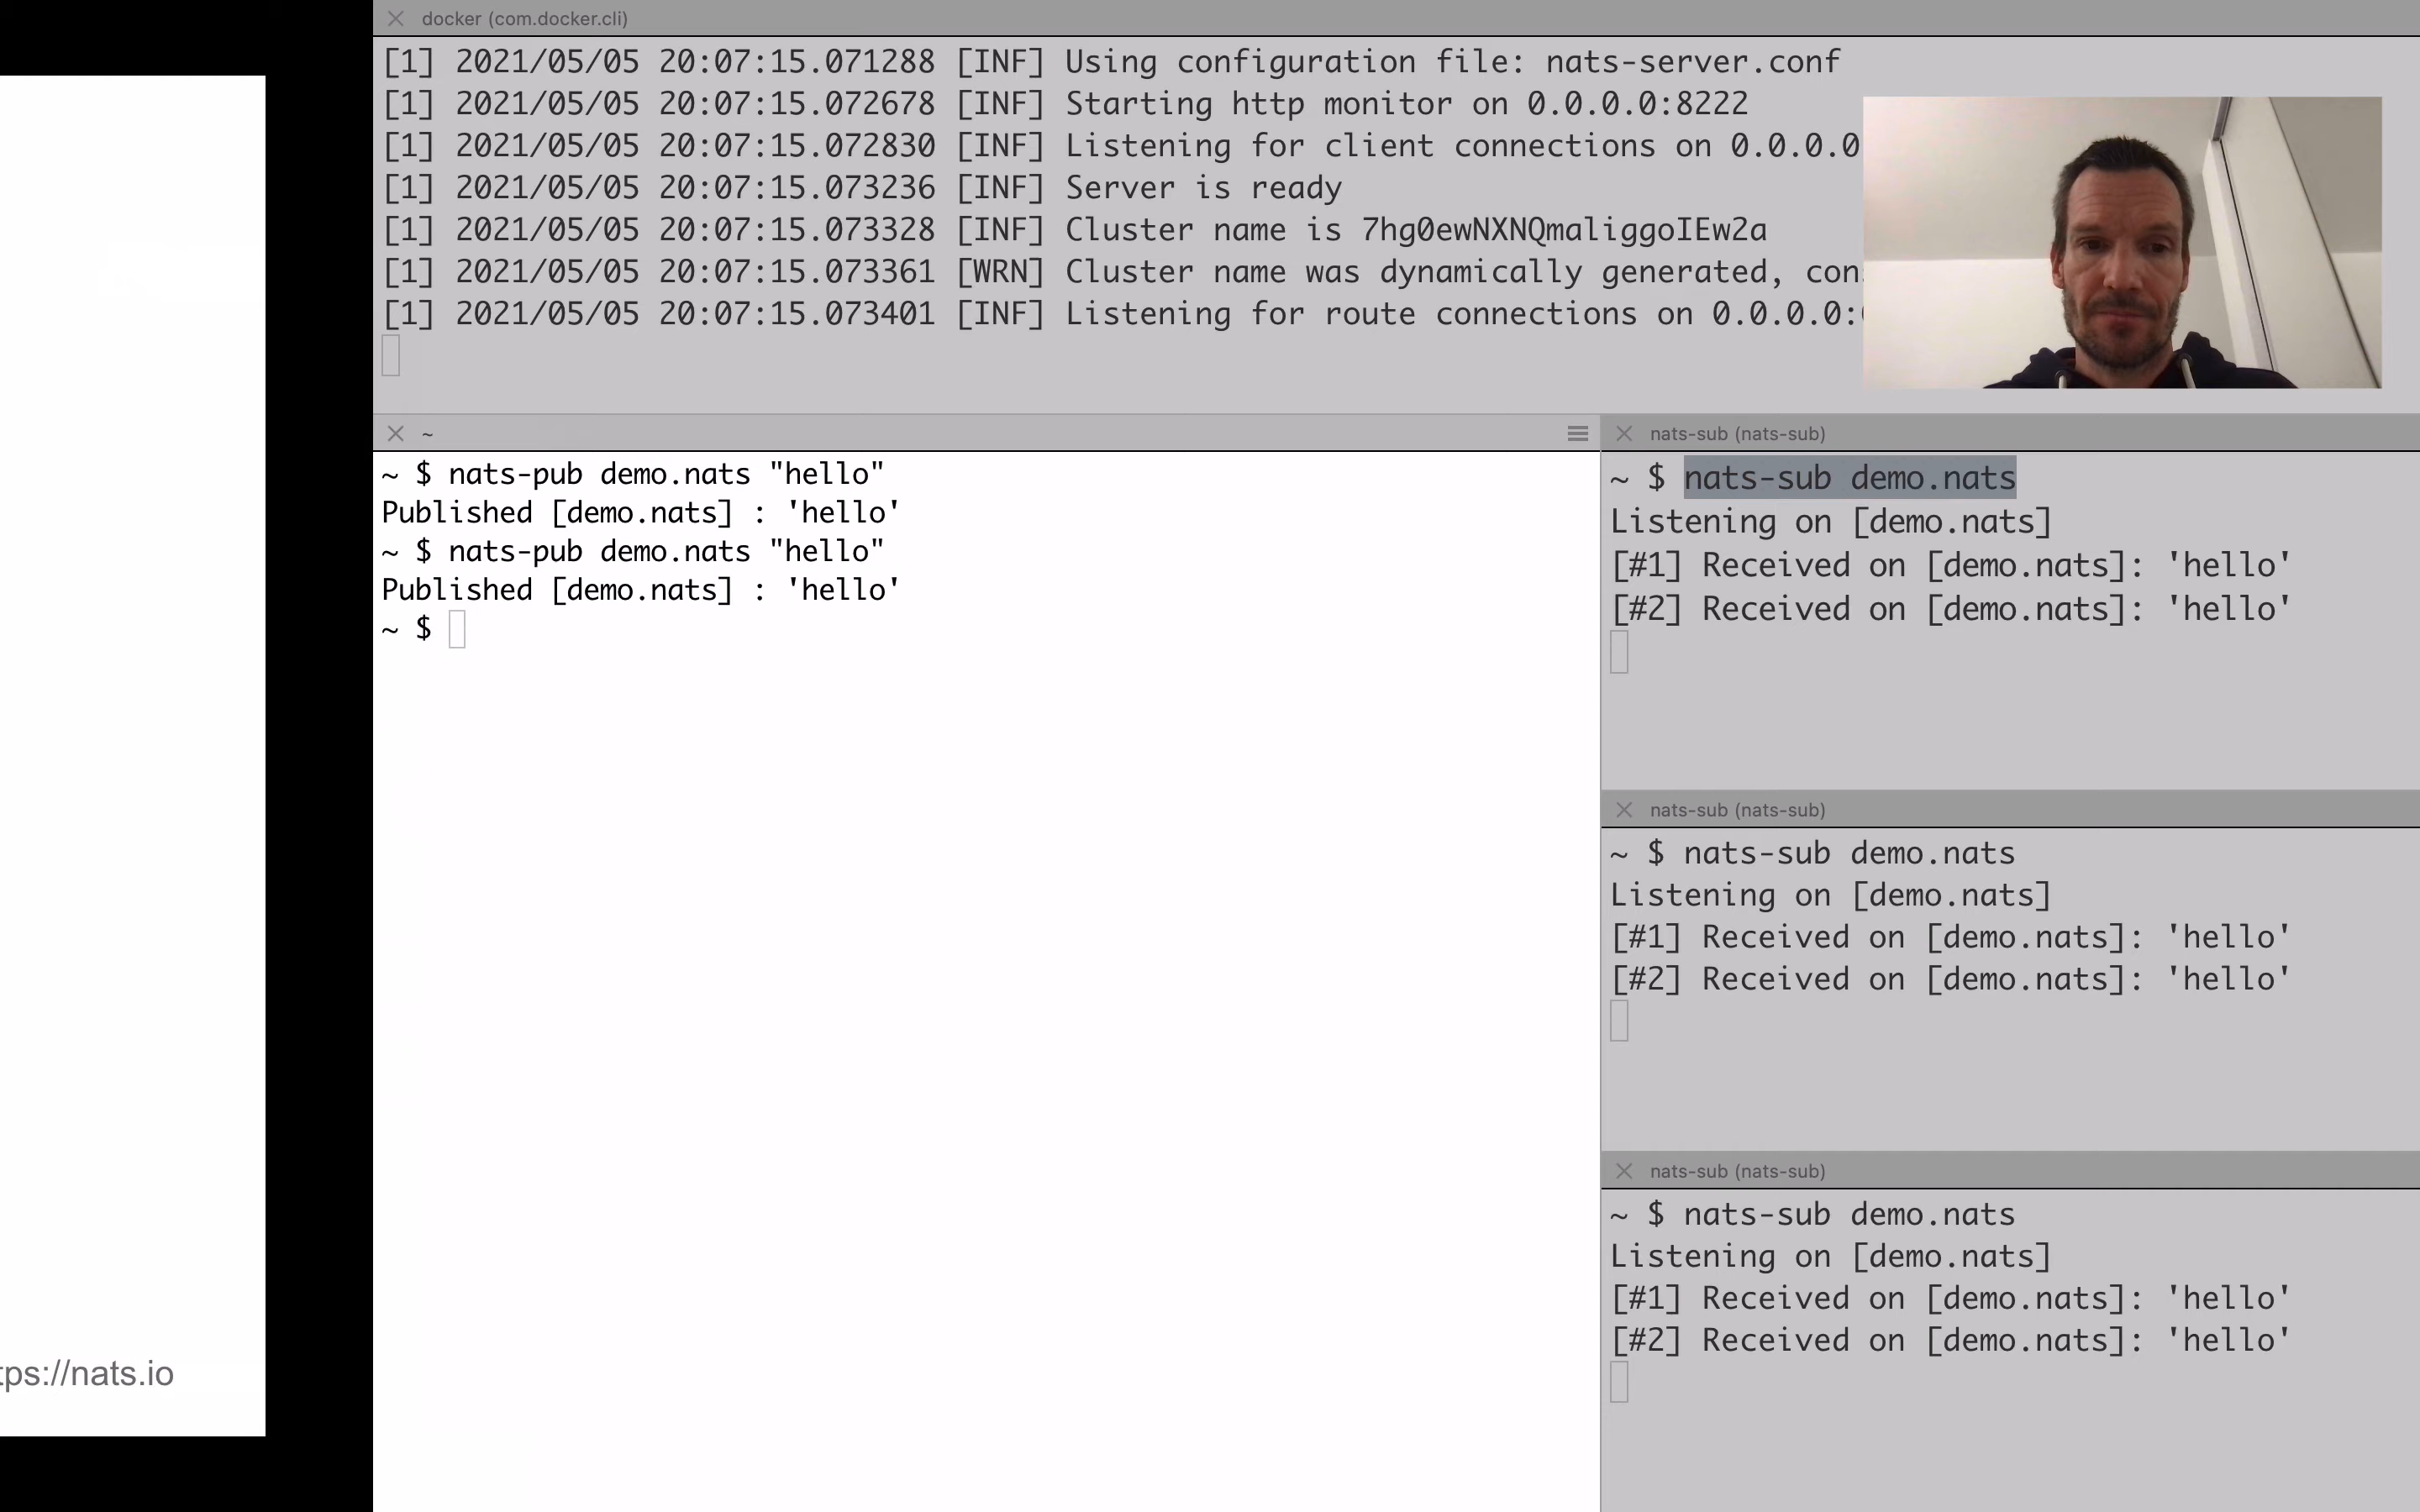 docker (com.docker.cli)
[1] 2021/05/05 20:07:15.071288 [INF] Using configuration file: nats-server.conf
[1] 2021/05/05 20:07:15.072678 [INF] Starting http monitor on 0.0.0.0:8222
[1] 2021/05/05 20:07:15.072830 [INF] Listening for client connections on 0.0.0.0
[1] 2021/05/05 20:07:15.073236 [INF] Server is ready
[1] 2021/05/05 20:07:15.073328 [INF] Cluster name is 7hg0ewNXNQmaliggoIEw2a
[1] 2021/05/05 20:07:15.073361 [WRN] Cluster name was dynamically generated, con
[1] 2021/05/05 20:07:15.073401 [INF] Listening for route connections on 0.0.0.0:
~
~ $ nats-pub demo.nats "hello"
Published [demo.nats] : 'hello'
~ $ nats-pub demo.nats "hello"
Published [demo.nats] : 'hello'
~ $
nats-sub (nats-sub)
~ $ nats-sub demo.nats
Listening on [demo.nats]
[#1] Received on [demo.nats]: 'hello'
[#2] Received on [demo.nats]: 'hello'
nats-sub (nats-sub)
~ $ nats-sub demo.nats
Listening on [demo.nats]
[#1] Received on [demo.nats]: 'hello'
[#2] Received on [demo.nats]: 'hello'
nats-sub (nats-sub)
~ $ nats-sub demo.nats
Listening on [demo.nats]
[#1] Received on [demo.nats]: 'hello'
[#2] Received on [demo.nats]: 'hello'
tps://nats.io